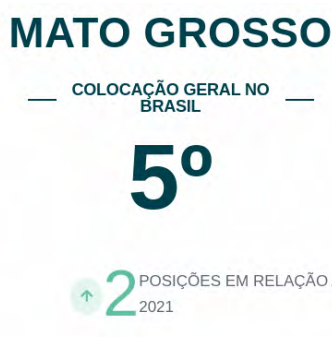 MATO GROSSO
COLOCAÇÃO GERAL NO
BRASIL
5º
2 POSIÇÕES EM RELAÇÃO
2021